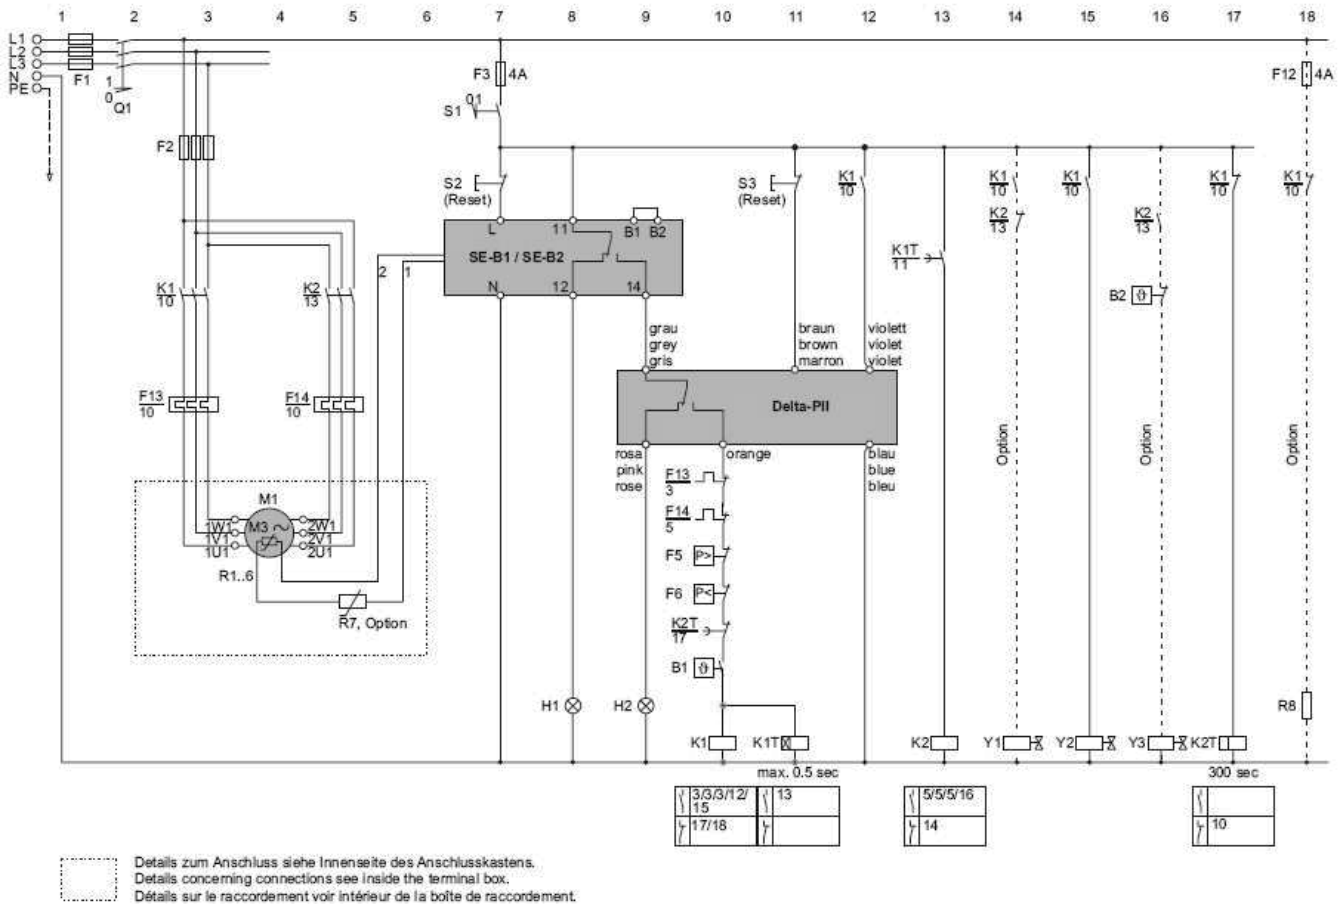 1 2 3 4 5 6 7 8 9 10 11 12 13 14 15 16 17 18
L1
L2
L3
N
PE
F1
1
0
Q1
F3 4A
F12 4A
S1 01
F2
S2
(Reset)
S3
(Reset)
K1
10
K1
10
K1
10
K1
10
K1
10
K2
13
K2
13
L 11 B1 B2
SE-B1 / SE-B2
N 12 14
2 1
K1T
11
K1
10
K2
13
B2
grau
grey
gris
braun
brown
marron
violett
violet
violet
F13
10
F14
10
Delta-PII
Option
Option
Option
rosa
pink
rose
orange
blau
blue
bleu
F13
3
F14
5
F5 P>
F6 P<
K2T
17
B1
M1
M3
1W1
1V1
1U1
2W1
2V1
2U1
R1..6
R7, Option
H1
H2
R8
K1
K1T
K2
Y1
Y2
Y3
K2T
max. 0.5 sec
300 sec
3/3/3/12/
15
17/18
13
5/5/5/16
14
10
Details zum Anschluss siehe Innenseite des Anschlusskastens.
Details concerning connections see inside the terminal box.
Détails sur le raccordement voir intérieur de la boîte de raccordement.